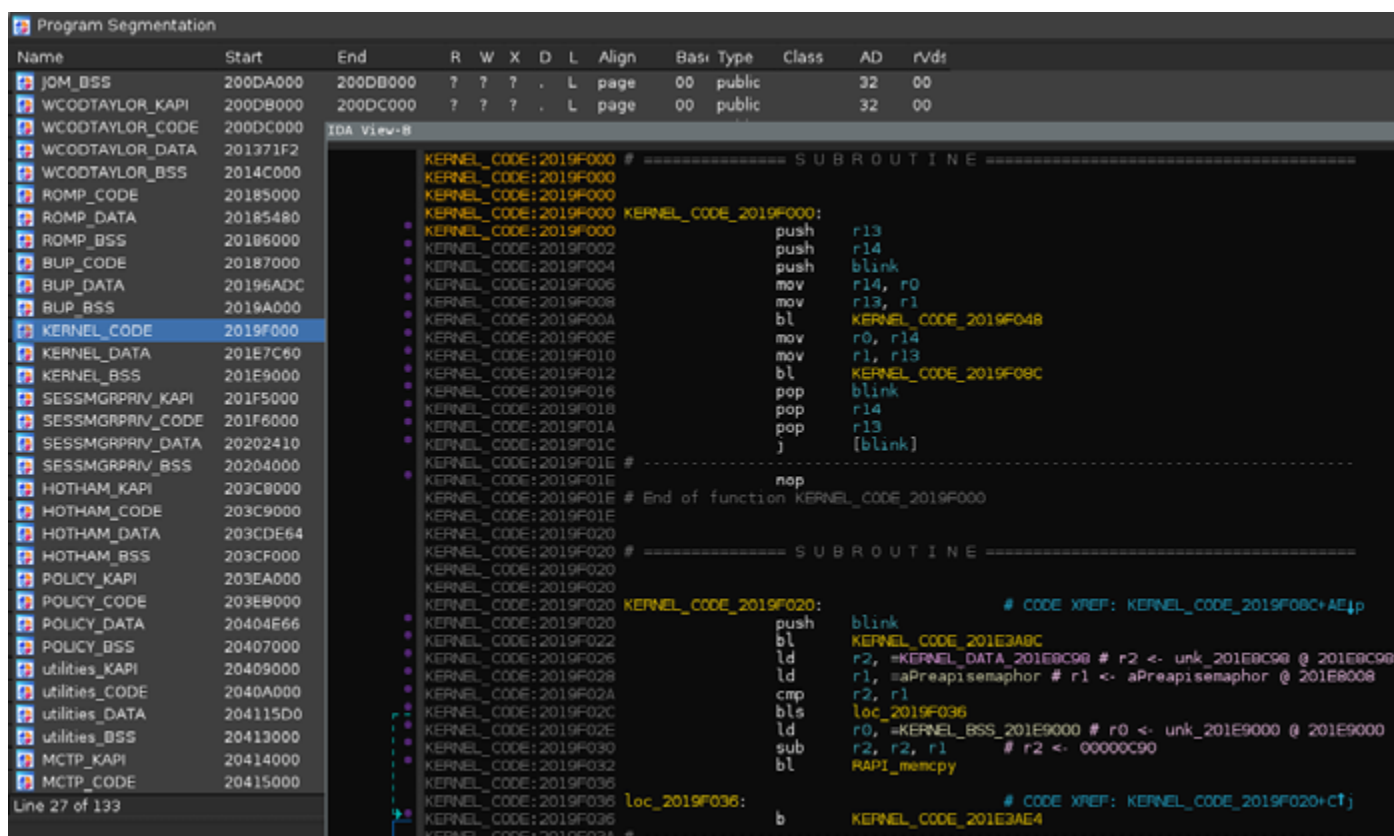 Program Segmentation
Name Start End R W X D L Align Base Type Class AD rVds
JOM_BSS 200DA000 200DB000 ? ? ? . L page 00 public 32 00
WCODTAYLOR_KAPI 200DB000 200DC000 ? ? ? . L page 00 public 32 00
WCODTAYLOR_CODE 200DC000
WCODTAYLOR_DATA 201371F2
WCODTAYLOR_BSS 2014C000
ROMP_CODE 20185000
ROMP_DATA 20185480
ROMP_BSS 20186000
BUP_CODE 20187000
BUP_DATA 20196ADC
BUP_BSS 2019A000
KERNEL_CODE 2019F000
KERNEL_DATA 201E7C60
KERNEL_BSS 201E9000
SESSMGRPRIV_KAPI 201F5000
SESSMGRPRIV_CODE 201F6000
SESSMGRPRIV_DATA 20202410
SESSMGRPRIV_BSS 20204000
HOTHAM_KAPI 203C8000
HOTHAM_CODE 203C9000
HOTHAM_DATA 203CDE64
HOTHAM_BSS 203CF000
POLICY_KAPI 203EA000
POLICY_CODE 203EB000
POLICY_DATA 20404E66
POLICY_BSS 20407000
utilities_KAPI 20409000
utilities_CODE 2040A000
utilities_DATA 204115D0
utilities_BSS 20413000
MCTP_KAPI 20414000
MCTP_CODE 20415000
Line 27 of 133
IDA View-B
KERNEL_CODE:2019F000 # =============== S U B R O U T I N E =======================================
KERNEL_CODE:2019F000
KERNEL_CODE:2019F000
KERNEL_CODE:2019F000 KERNEL_CODE_2019F000:
KERNEL_CODE:2019F000 push r13
KERNEL_CODE:2019F002 push r14
KERNEL_CODE:2019F004 push blink
KERNEL_CODE:2019F006 mov r14, r0
KERNEL_CODE:2019F008 mov r13, r1
KERNEL_CODE:2019F00A bl KERNEL_CODE_2019F048
KERNEL_CODE:2019F00E mov r0, r14
KERNEL_CODE:2019F010 mov r1, r13
KERNEL_CODE:2019F012 bl KERNEL_CODE_2019F08C
KERNEL_CODE:2019F016 pop blink
KERNEL_CODE:2019F018 pop r14
KERNEL_CODE:2019F01A pop r13
KERNEL_CODE:2019F01C j [blink]
KERNEL_CODE:2019F01E # ---------------------------------------------------------------------------
KERNEL_CODE:2019F01E nop
KERNEL_CODE:2019F01E # End of function KERNEL_CODE_2019F000
KERNEL_CODE:2019F01E
KERNEL_CODE:2019F020
KERNEL_CODE:2019F020 # =============== S U B R O U T I N E =======================================
KERNEL_CODE:2019F020
KERNEL_CODE:2019F020
KERNEL_CODE:2019F020 KERNEL_CODE_2019F020: # CODE XREF: KERNEL_CODE_2019F08C+AE↓p
KERNEL_CODE:2019F020 push blink
KERNEL_CODE:2019F022 bl KERNEL_CODE_201E3A8C
KERNEL_CODE:2019F026 ld r2, =KERNEL_DATA_201E8C98 # r2 <- unk_201E8C98 @ 201E8C98
KERNEL_CODE:2019F028 ld r1, =aPreapisemaphor # r1 <- aPreapisemaphor @ 201E8008
KERNEL_CODE:2019F02A cmp r2, r1
KERNEL_CODE:2019F02C bls loc_2019F036
KERNEL_CODE:2019F02E ld r0, =KERNEL_BSS_201E9000 # r0 <- unk_201E9000 @ 201E9000
KERNEL_CODE:2019F030 sub r2, r2, r1 # r2 <- 00000C90
KERNEL_CODE:2019F032 bl RAPI_memcpy
KERNEL_CODE:2019F036
KERNEL_CODE:2019F036 loc_2019F036: # CODE XREF: KERNEL_CODE_2019F020+C↑j
KERNEL_CODE:2019F036 b KERNEL_CODE_201E3AE4